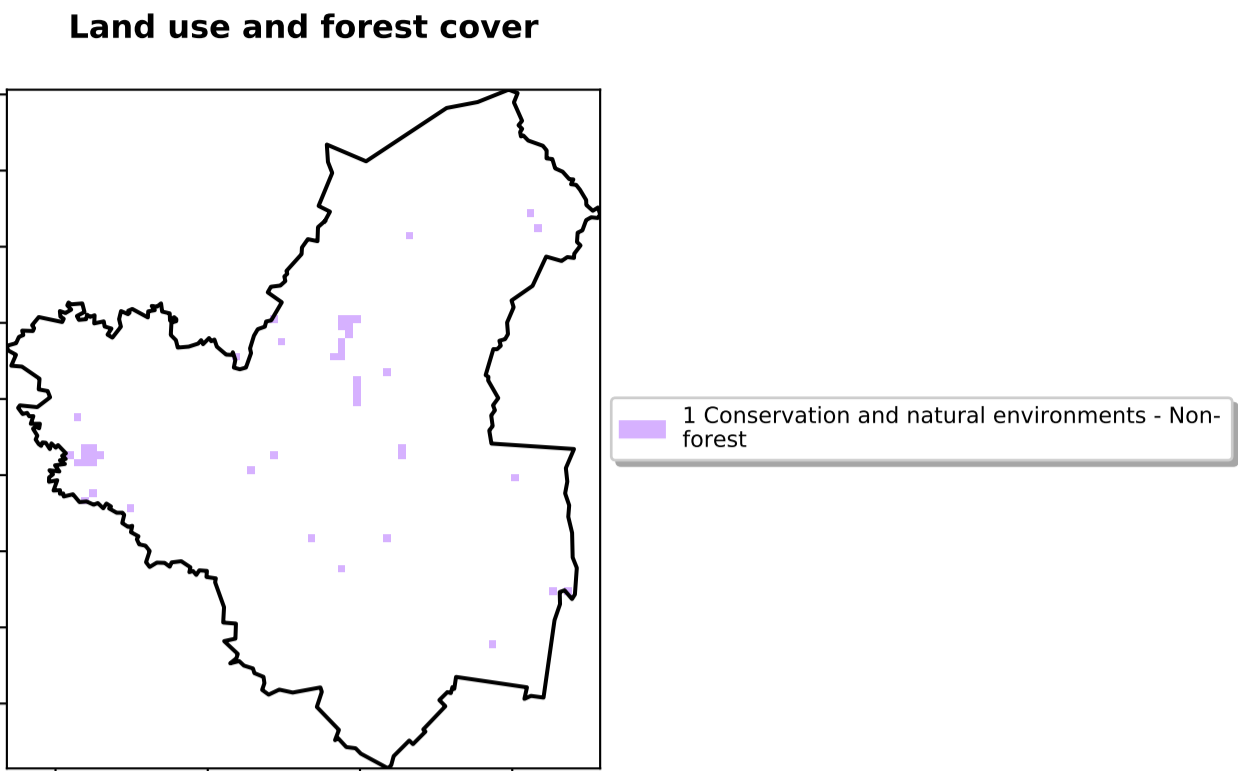 Land use and forest cover
1 Conservation and natural environments - Non-
forest